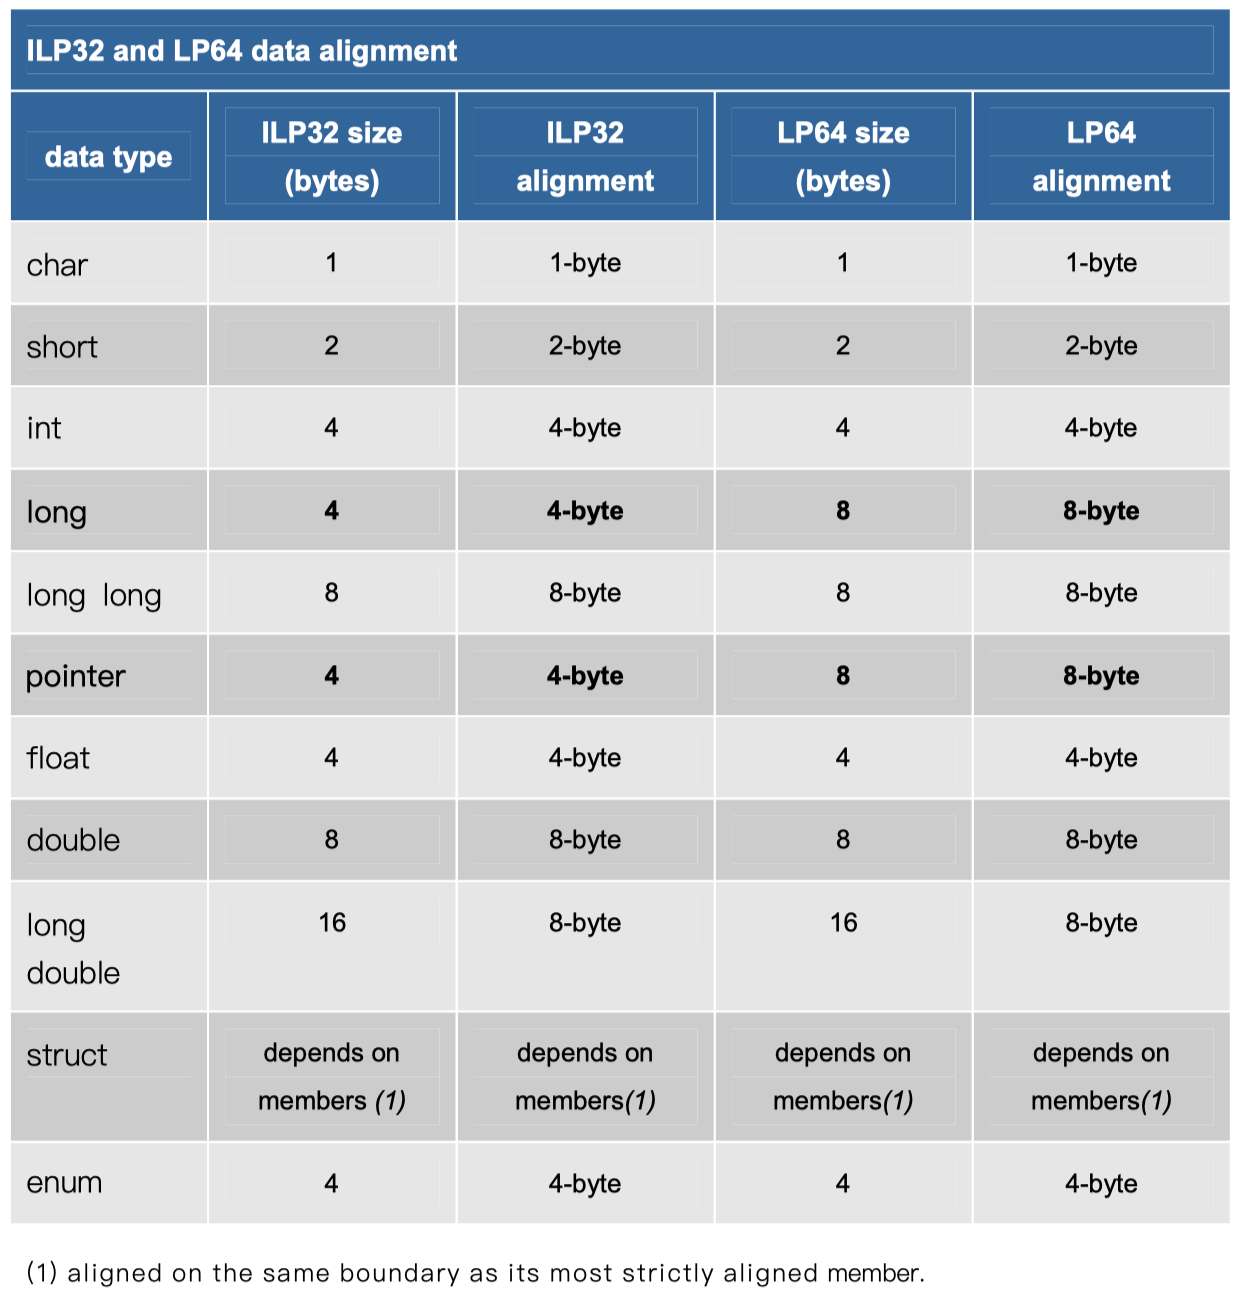 ILP32 and LP64 data alignment
data type
ILP32 size
(bytes)
ILP32
alignment
LP64 size
(bytes)
LP64
alignment
char 1 1-byte 1 1-byte
short 2 2-byte 2 2-byte
int 4 4-byte 4 4-byte
long 4 4-byte 8 8-byte
long long 8 8-byte 8 8-byte
pointer 4 4-byte 8 8-byte
float 4 4-byte 4 4-byte
double 8 8-byte 8 8-byte
long
double
16 8-byte 16 8-byte
struct
depends on
members (1)
depends on
members(1)
depends on
members(1)
depends on
members(1)
enum 4 4-byte 4 4-byte
(1) aligned on the same boundary as its most strictly aligned member.